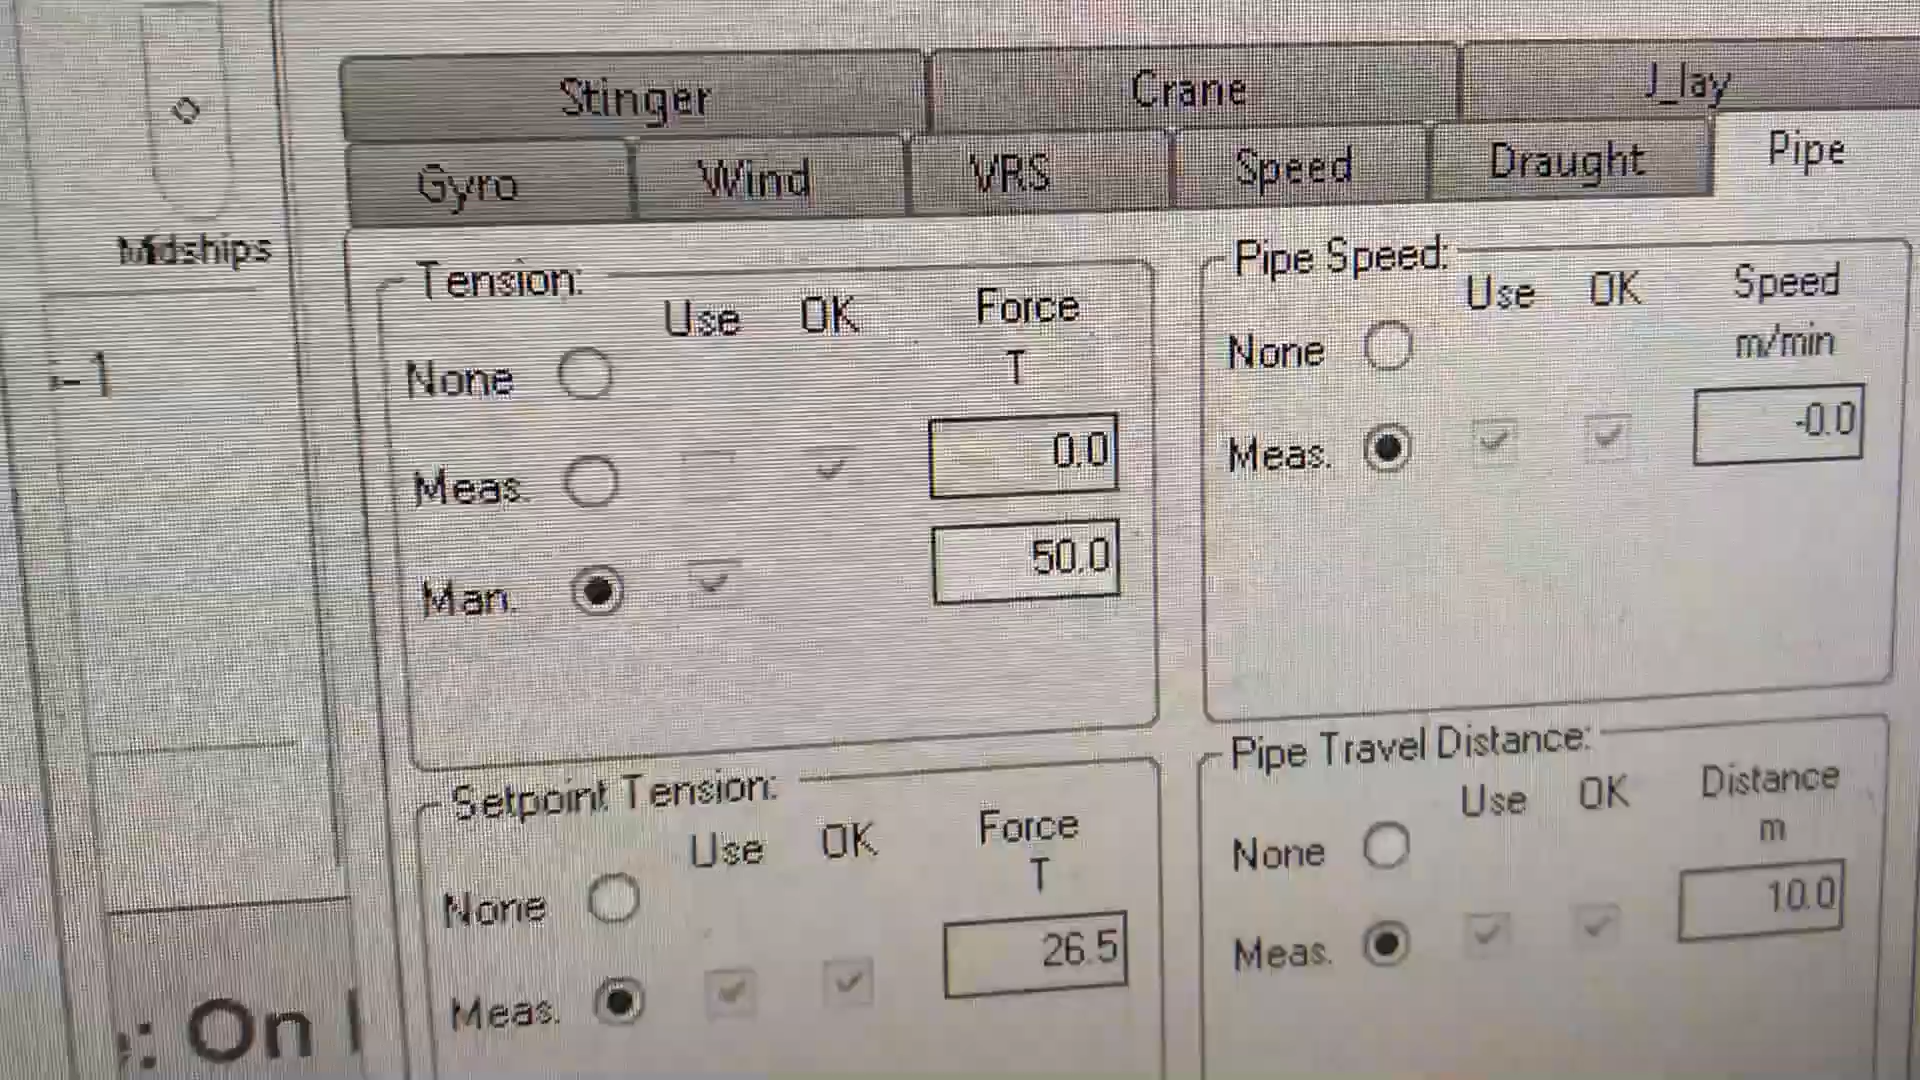 Stinger Crane J_lay
Gyro Wind VRS Speed Draught Pipe
Midships
-1
Tension:
Use OK Force
T
None
Meas. 0.0
Man. 50.0
Pipe Speed:
Use OK Speed
m/min
None
Meas. -0.0
Setpoint Tension:
Use OK Force
T
None
Meas. 26.5
Pipe Travel Distance:
Use OK Distance
m
None
Meas. 10.0
: On